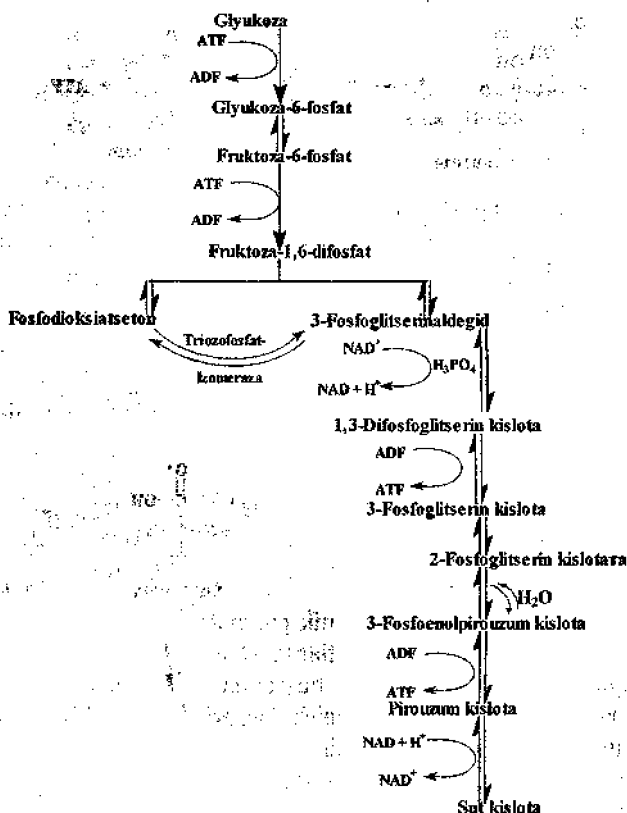 Glyukoza
ATF
ADF
Glyukoza-6-fosfat
Fruktoza-6-fosfat
ATF
ADF
Fruktoza-1,6-difosfat
Fosfodioksiatseton
3-Fosfoglitserinaldegid
Triozofosfat-
Izomeraza
NAD⁺
H₃PO₄
NAD + H⁺
1,3-Difosfoglitserin kislota
ADF
ATF
3-Fosfoglitserin kislota
2-Fosfoglitserin kislotava
H₂O
3-Fosfoenolpirouzum kislota
ADF
ATF
Pirouzum kislota
NAD + H⁺
NAD⁺
Sut kislota